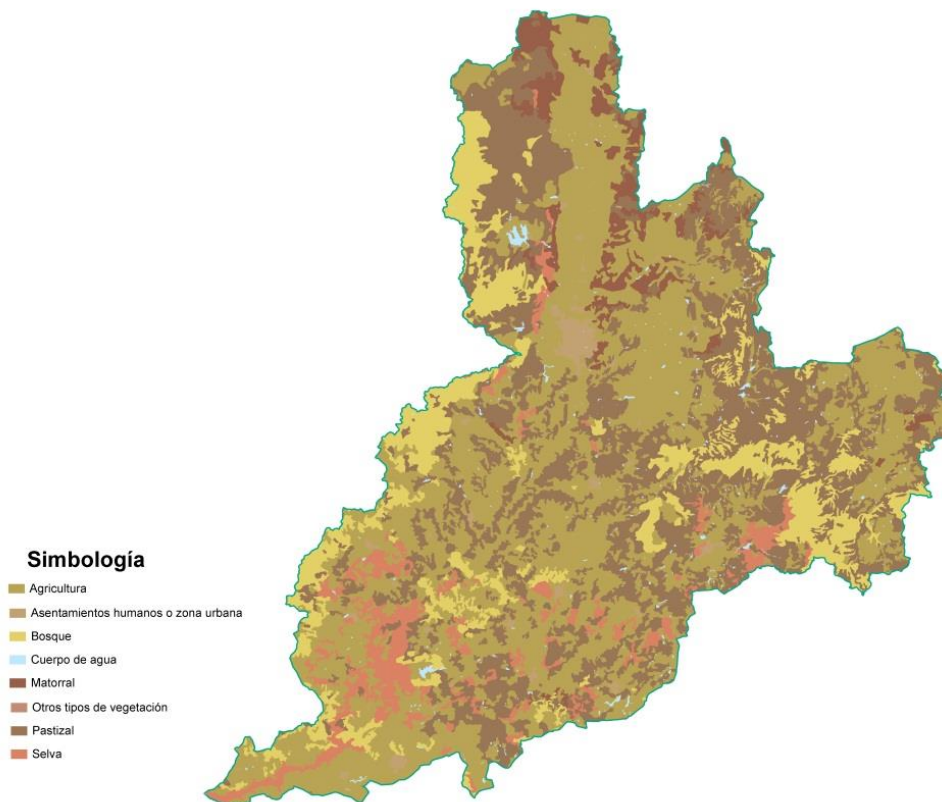 Simbología
Agricultura
Asentamientos humanos o zona urbana
Bosque
Cuerpo de agua
Matorral
Otros tipos de vegetación
Pastizal
Selva